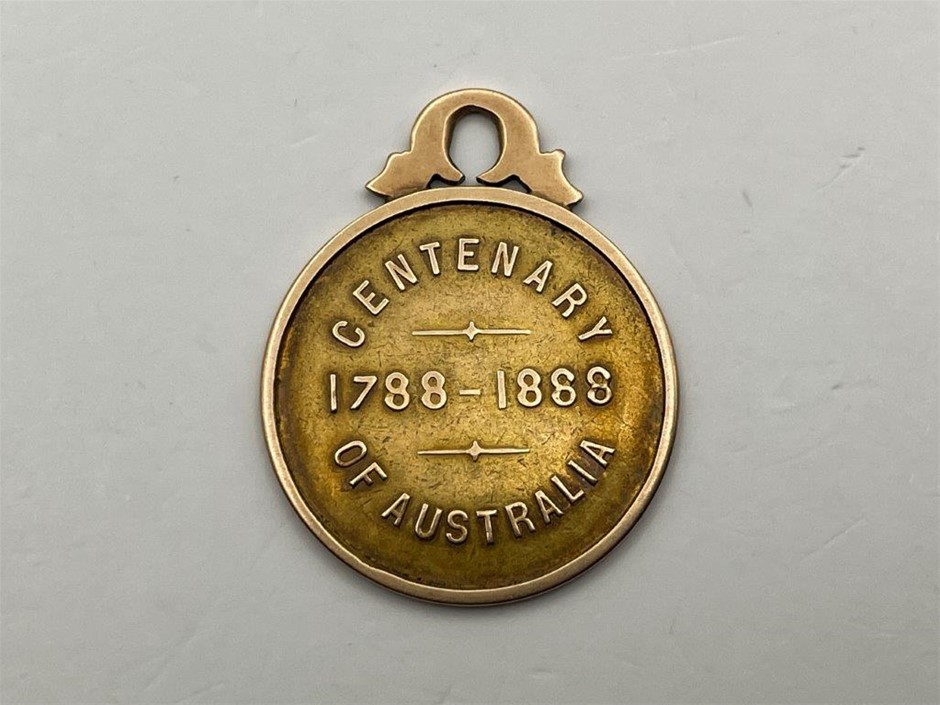 CENTENARY
1788-1888
OF AUSTRALIA